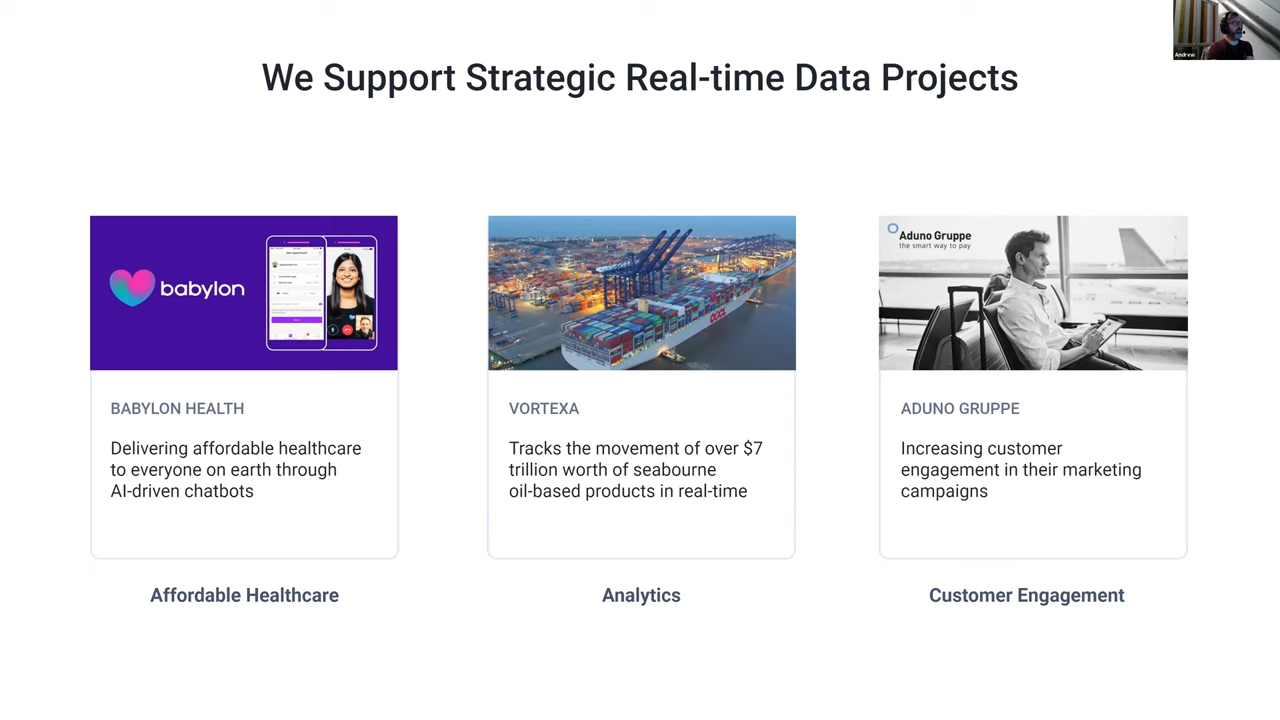 We Support Strategic Real-time Data Projects
Andrew
babylon
OOCL
Aduno Gruppe
the smart way to pay
BABYLON HEALTH
Delivering affordable healthcare
to everyone on earth through
AI-driven chatbots
VORTEXA
Tracks the movement of over $7
trillion worth of seabourne
oil-based products in real-time
ADUNO GRUPPE
Increasing customer
engagement in their marketing
campaigns
Affordable Healthcare
Analytics
Customer Engagement